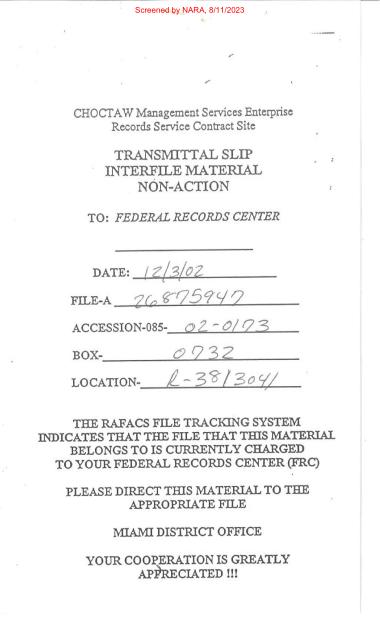 Screened by NARA, 8/11/2023
CHOCTAW Management Services Enterprise
Records Service Contract Site
TRANSMITTAL SLIP
INTERFILE MATERIAL
NON-ACTION
TO: FEDERAL RECORDS CENTER
DATE: 12/3/02
FILE-A 26875947
ACCESSION-085- 02-0173
BOX- 0732
LOCATION- R-381304/
THE RAFACS FILE TRACKING SYSTEM
INDICATES THAT THE FILE THAT THIS MATERIAL
BELONGS TO IS CURRENTLY CHARGED
TO YOUR FEDERAL RECORDS CENTER (FRC)
PLEASE DIRECT THIS MATERIAL TO THE
APPROPRIATE FILE
MIAMI DISTRICT OFFICE
YOUR COOPERATION IS GREATLY
APPRECIATED !!!